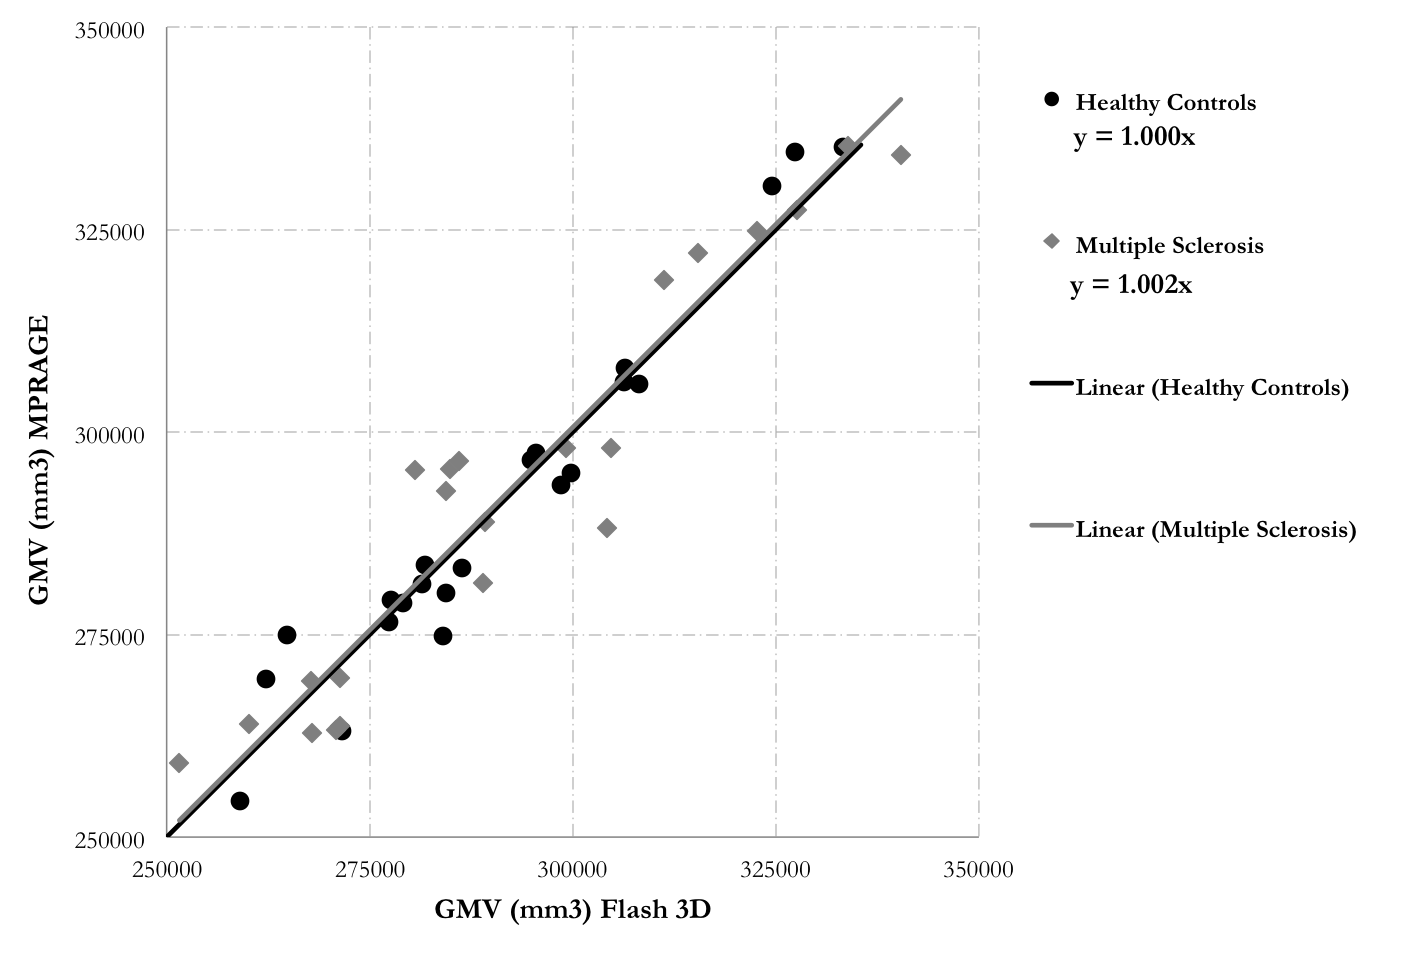 350000
325000
300000
275000
250000
GMV (mm3) MPRAGE
250000 275000 300000 325000 350000
GMV (mm3) Flash 3D
Healthy Controls
y = 1.000x
Multiple Sclerosis
y = 1.002x
Linear (Healthy Controls)
Linear (Multiple Sclerosis)